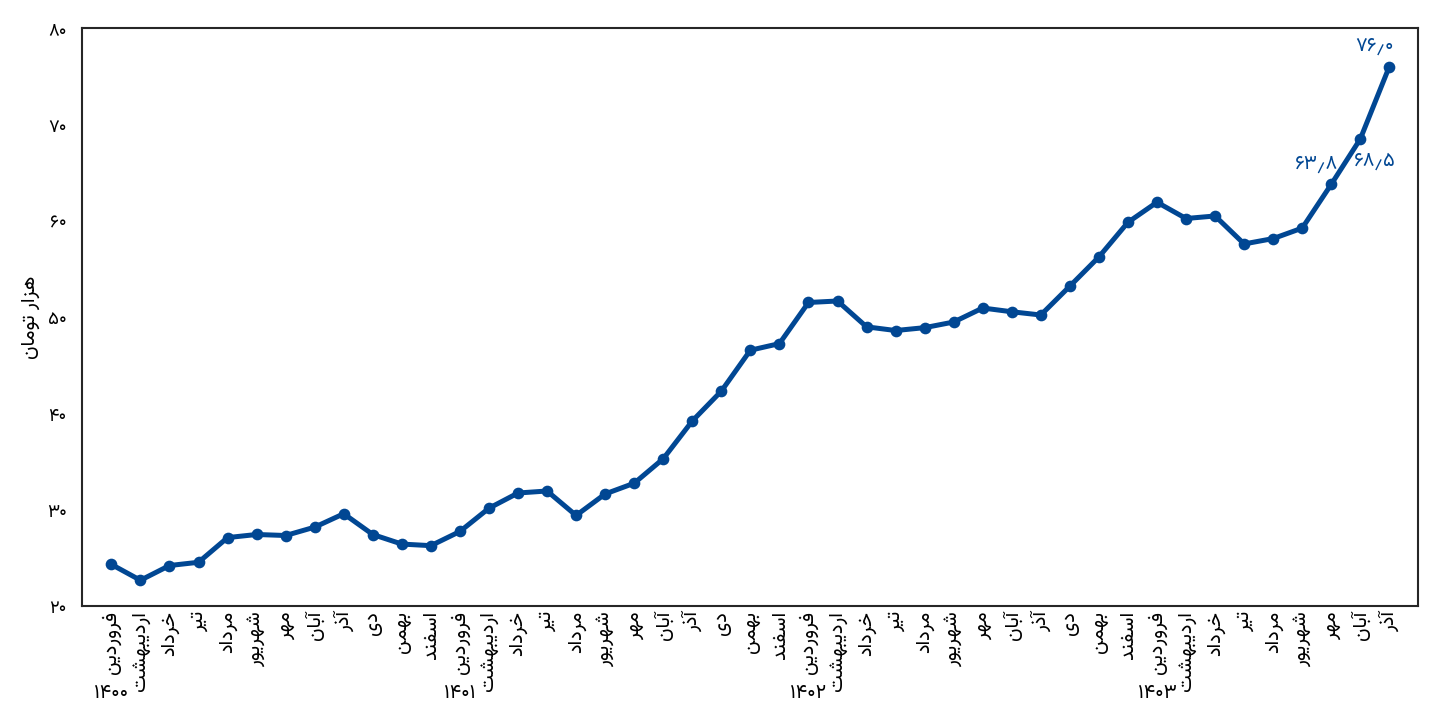 هزار تومان
۸۰
۷۰
۶۰
۵۰
۴۰
۳۰
۲۰
۶۳٫۸
۶۸٫۵
۷۶٫۰
فروردین
اردیبهشت
خرداد
تیر
مرداد
شهریور
مهر
آبان
آذر
دی
بهمن
اسفند
فروردین
اردیبهشت
خرداد
تیر
مرداد
شهریور
مهر
آبان
آذر
دی
بهمن
اسفند
فروردین
اردیبهشت
خرداد
تیر
مرداد
شهریور
مهر
آبان
آذر
دی
بهمن
اسفند
فروردین
اردیبهشت
خرداد
تیر
مرداد
شهریور
مهر
آبان
آذر
۱۴۰۰
۱۴۰۱
۱۴۰۲
۱۴۰۳